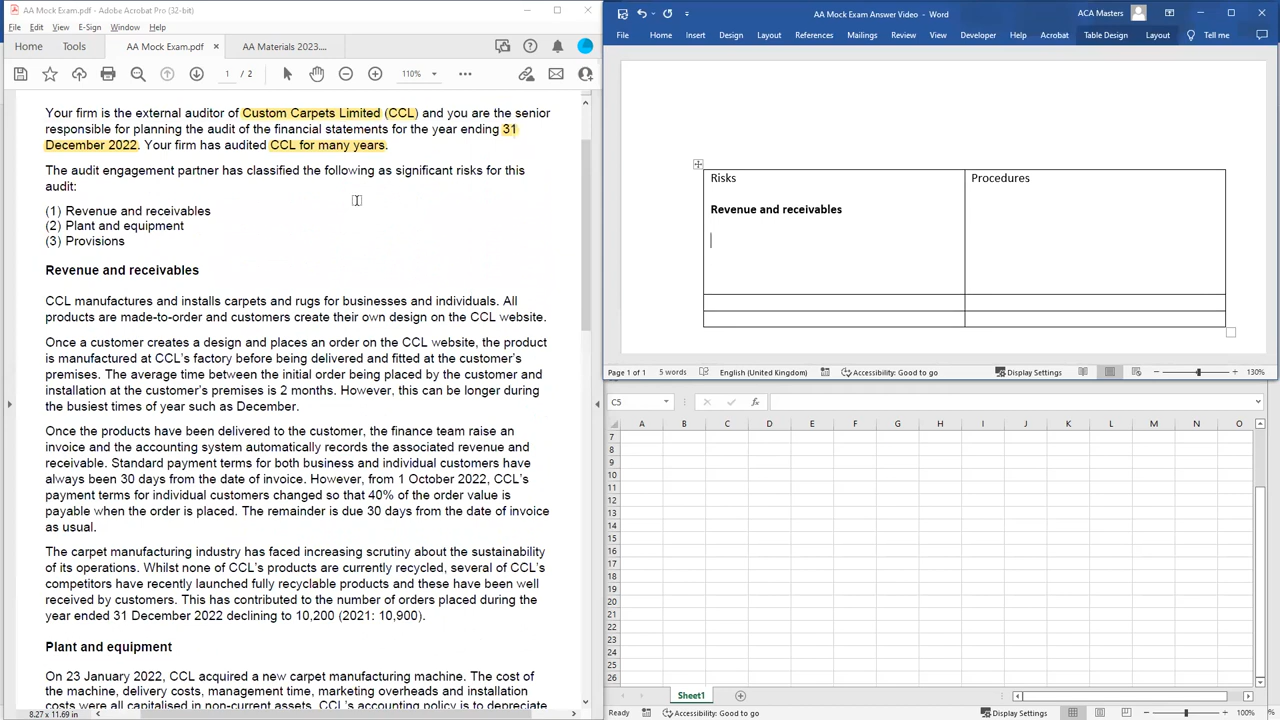 AA Mock Exam.pdf - Adobe Acrobat Pro (32-bit)
File Edit View E-Sign Window Help
Home Tools AA Mock Exam.pdf × AA Materials 2023....
1 / 2 110%
Your firm is the external auditor of Custom Carpets Limited (CCL) and you are the senior
responsible for planning the audit of the financial statements for the year ending 31
December 2022. Your firm has audited CCL for many years.
The audit engagement partner has classified the following as significant risks for this
audit:
(1) Revenue and receivables
(2) Plant and equipment
(3) Provisions
Revenue and receivables
CCL manufactures and installs carpets and rugs for businesses and individuals. All
products are made-to-order and customers create their own design on the CCL website.
Once a customer creates a design and places an order on the CCL website, the product
is manufactured at CCL's factory before being delivered and fitted at the customer's
premises. The average time between the initial order being placed by the customer and
installation at the customer's premises is 2 months. However, this can be longer during
the busiest times of year such as December.
Once the products have been delivered to the customer, the finance team raise an
invoice and the accounting system automatically records the associated revenue and
receivable. Standard payment terms for both business and individual customers have
always been 30 days from the date of invoice. However, from 1 October 2022, CCL's
payment terms for individual customers changed so that 40% of the order value is
payable when the order is placed. The remainder is due 30 days from the date of invoice
as usual.
The carpet manufacturing industry has faced increasing scrutiny about the sustainability
of its operations. Whilst none of CCL's products are currently recycled, several of CCL's
competitors have recently launched fully recyclable products and these have been well
received by customers. This has contributed to the number of orders placed during the
year ended 31 December 2022 declining to 10,200 (2021: 10,900).
Plant and equipment
On 23 January 2022, CCL acquired a new carpet manufacturing machine. The cost of
the machine, delivery costs, management time, marketing overheads and installation
costs were all capitalised in non-current assets. CCL's accounting policy is to depreciate
8.27 x 11.69 in
AA Mock Exam Answer Video - Word ACA Masters
File Home Insert Design Layout References Mailings Review View Developer Help Acrobat Table Design Layout Tell me
Risks Procedures
Revenue and receivables
Page 1 of 1 5 words English (United Kingdom) Accessibility: Good to go Display Settings 130%
C5 fx
A B C D E F G H I J K L M N O
7
8
9
10
11
12
13
14
15
16
17
18
19
20
21
22
23
24
25
26
Sheet1
Ready Accessibility: Good to go Display Settings 100%